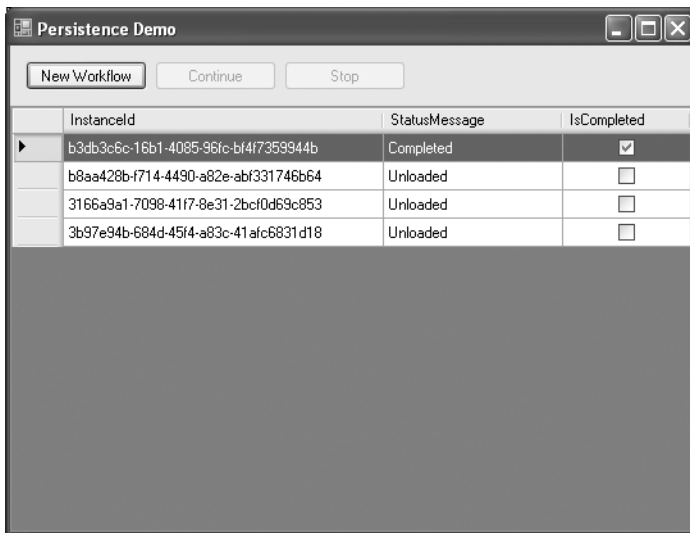 Persistence Demo
New Workflow Continue Stop
InstanceId StatusMessage IsCompleted
b3db3c6c-16b1-4085-96fc-bf4f7359944b Completed
b8aa428b-f714-4490-a82e-abf331746b64 Unloaded
3166a9a1-7098-41f7-8e31-2bcf0d69c853 Unloaded
3b97e94b-684d-45f4-a83c-41afc6831d18 Unloaded